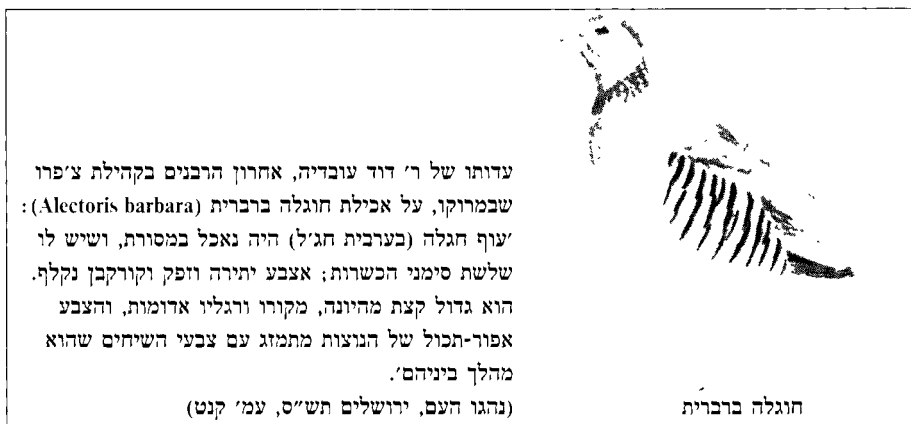 עדותו של ר׳ דוד עובדיה, אחרון הרבנים בקהילת צ׳פרו
שבמרוקו, על אכילת חוגלה ברברית (Alectoris barbara):
׳עוף חגלה (בערבית חג׳ל) היה נאכל במסורת, ושיש לו
שלשת סימני הכשרות; אצבע יתירה וזפק וקורקבן נקלף.
הוא גדול קצת מהיונה, מקורו ורגליו אדומות, והצבע
אפור-תכול של הנוצות מתמזג עם צבעי השיחים שהוא
מהלך ביניהם׳.
(נהגו העם, ירושלים תש״ס, עמ׳ קנט)
חוגלה ברברית